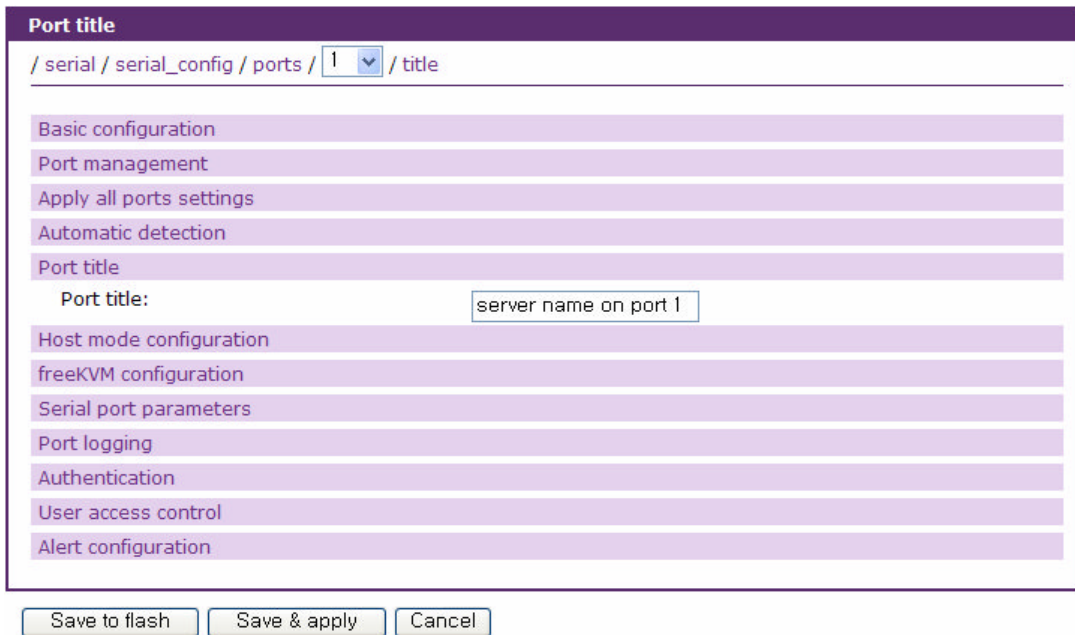 Port title
/ serial / serial_config / ports / 1 / title
Basic configuration
Port management
Apply all ports settings
Automatic detection
Port title
Port title: server name on port 1
Host mode configuration
freeKVM configuration
Serial port parameters
Port logging
Authentication
User access control
Alert configuration
Save to flash Save & apply Cancel